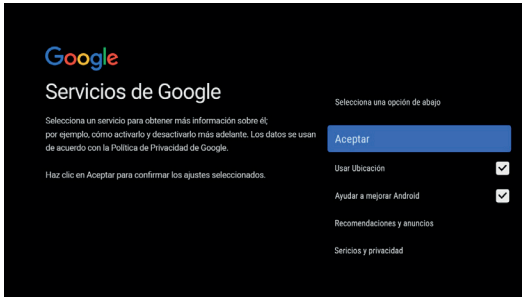 Google
Servicios de Google
Selecciona un servicio para obtener más información sobre él;
por ejemplo, cómo activarlo y desactivarlo más adelante. Los datos se usan
de acuerdo con la Política de Privacidad de Google.
Haz clic en Aceptar para confirmar los ajustes seleccionados.
Selecciona una opción de abajo
Aceptar
Usar Ubicación
Ayudar a mejorar Android
Recomendaciones y anuncios
Sericios y privacidad